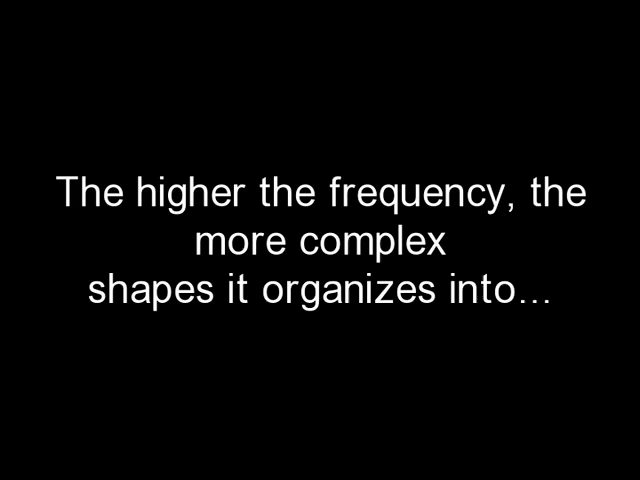 The higher the frequency, the
more complex
shapes it organizes into...